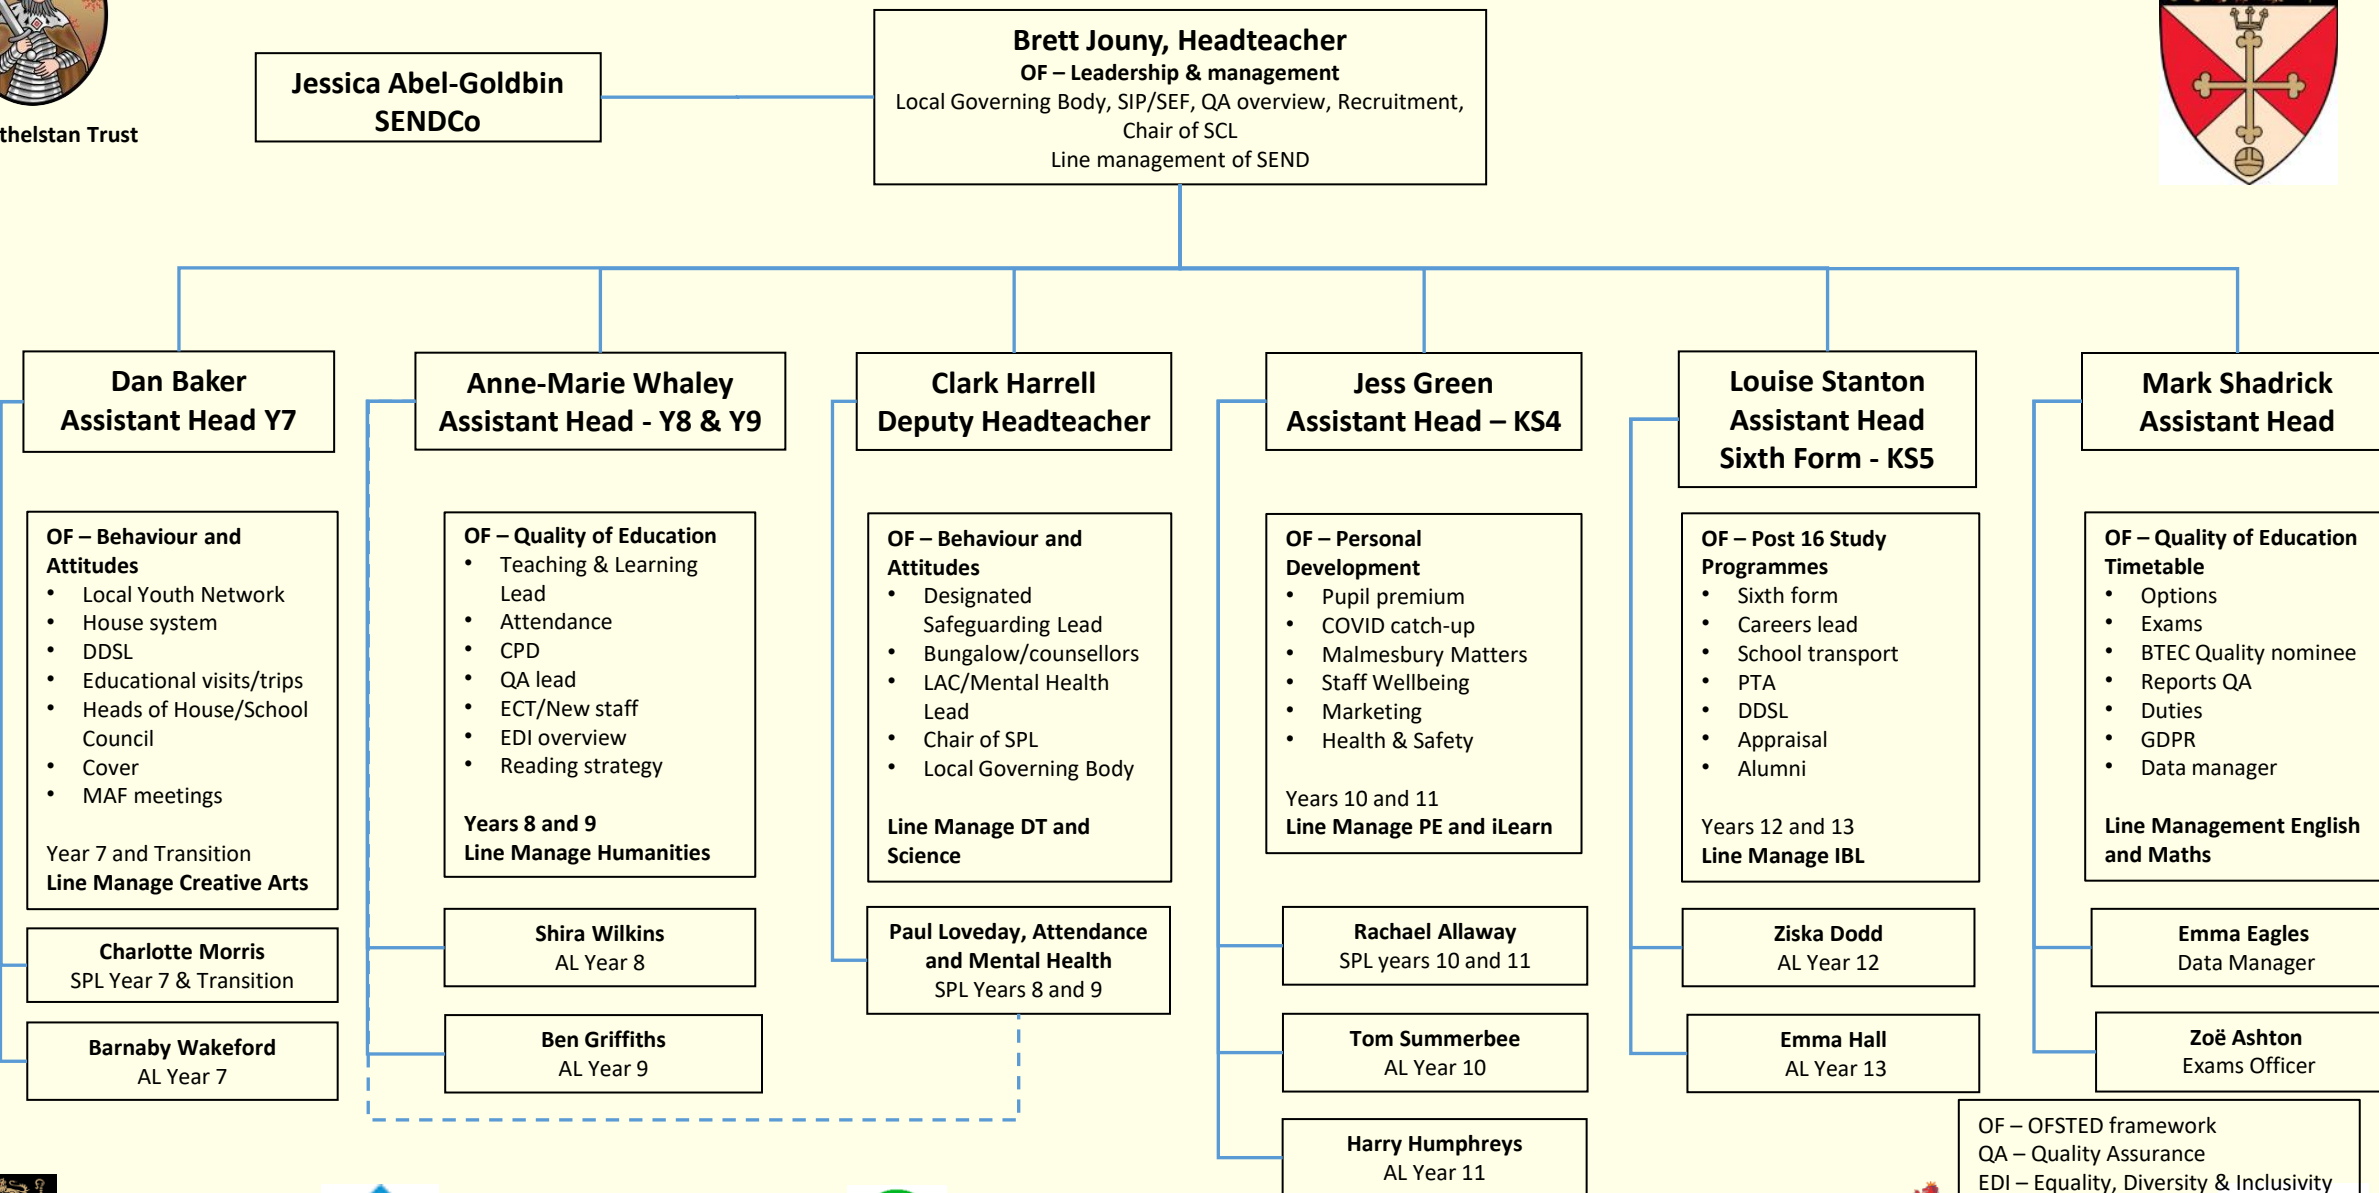 Brett Jouny, Headteacher
OF – Leadership & management
Local Governing Body, SIP/SEF, QA overview, Recruitment,
Chair of SCL
Line management of SEND
Jessica Abel-Goldbin
SENDCo
thelstan Trust
Dan Baker
Assistant Head Y7
OF – Behaviour and
Attitudes
• Local Youth Network
• House system
• DDSL
• Educational visits/trips
• Heads of House/School
Council
• Cover
• MAF meetings
Year 7 and Transition
Line Manage Creative Arts
Charlotte Morris
SPL Year 7 & Transition
Barnaby Wakeford
AL Year 7
Anne-Marie Whaley
Assistant Head - Y8 & Y9
OF – Quality of Education
• Teaching & Learning
Lead
• Attendance
• CPD
• QA lead
• ECT/New staff
• EDI overview
• Reading strategy
Years 8 and 9
Line Manage Humanities
Shira Wilkins
AL Year 8
Ben Griffiths
AL Year 9
Clark Harrell
Deputy Headteacher
OF – Behaviour and
Attitudes
• Designated
Safeguarding Lead
• Bungalow/counsellors
• LAC/Mental Health
Lead
• Chair of SPL
• Local Governing Body
Line Manage DT and
Science
Paul Loveday, Attendance
and Mental Health
SPL Years 8 and 9
Jess Green
Assistant Head – KS4
OF – Personal
Development
• Pupil premium
• COVID catch-up
• Malmesbury Matters
• Staff Wellbeing
• Marketing
• Health & Safety
Years 10 and 11
Line Manage PE and iLearn
Rachael Allaway
SPL years 10 and 11
Tom Summerbee
AL Year 10
Harry Humphreys
AL Year 11
Louise Stanton
Assistant Head
Sixth Form - KS5
OF – Post 16 Study
Programmes
• Sixth form
• Careers lead
• School transport
• PTA
• DDSL
• Appraisal
• Alumni
Years 12 and 13
Line Manage IBL
Ziska Dodd
AL Year 12
Emma Hall
AL Year 13
Mark Shadrick
Assistant Head
OF – Quality of Education
Timetable
• Options
• Exams
• BTEC Quality nominee
• Reports QA
• Duties
• GDPR
• Data manager
Line Management English
and Maths
Emma Eagles
Data Manager
Zoë Ashton
Exams Officer
OF – OFSTED framework
QA – Quality Assurance
EDI – Equality, Diversity & Inclusivity